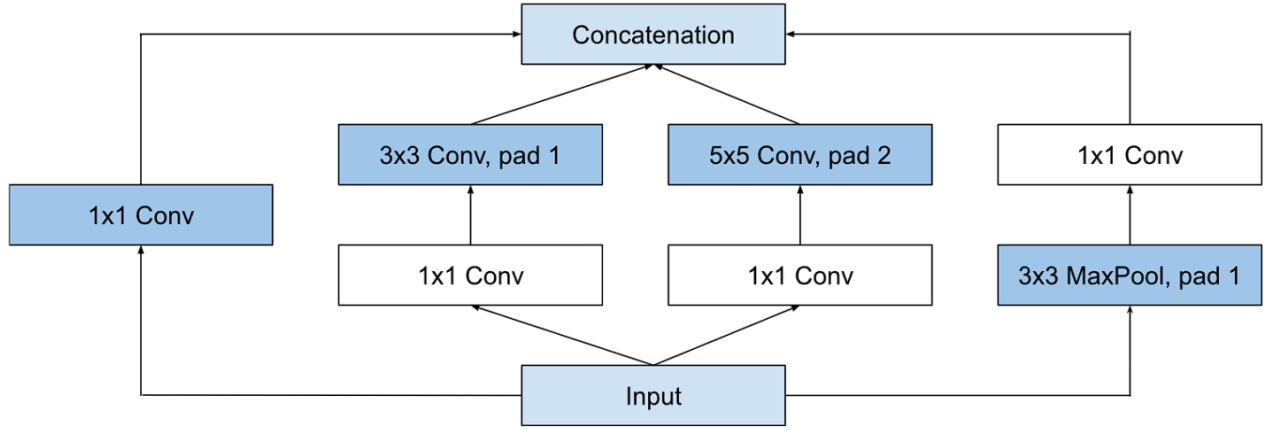 Concatenation
3x3 Conv, pad 1
5x5 Conv, pad 2
1x1 Conv
1x1 Conv
1x1 Conv
1x1 Conv
3x3 MaxPool, pad 1
Input